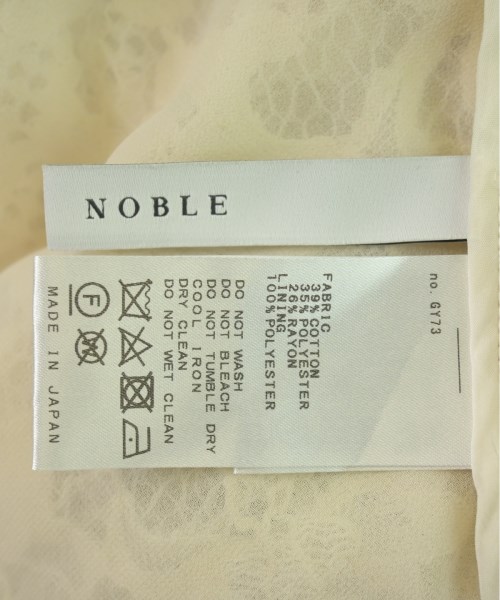 NOBLE
no. GY73
FABRIC
39% COTTON
35% POLYESTER
26% RAYON
LINING
100% POLYESTER
DO NOT WASH
DO NOT BLEACH
DO NOT TUMBLE DRY
COOL IRON
DRY CLEAN
DO NOT WET CLEAN
F
W
MADE IN JAPAN